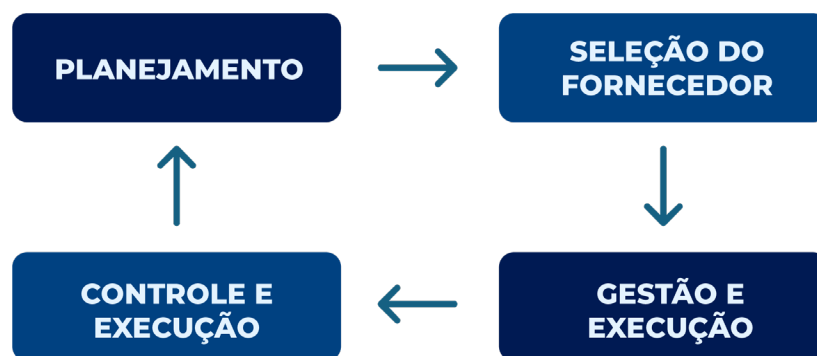 PLANEJAMENTO
SELEÇÃO DO
FORNECEDOR
CONTROLE E
EXECUÇÃO
GESTÃO E
EXECUÇÃO